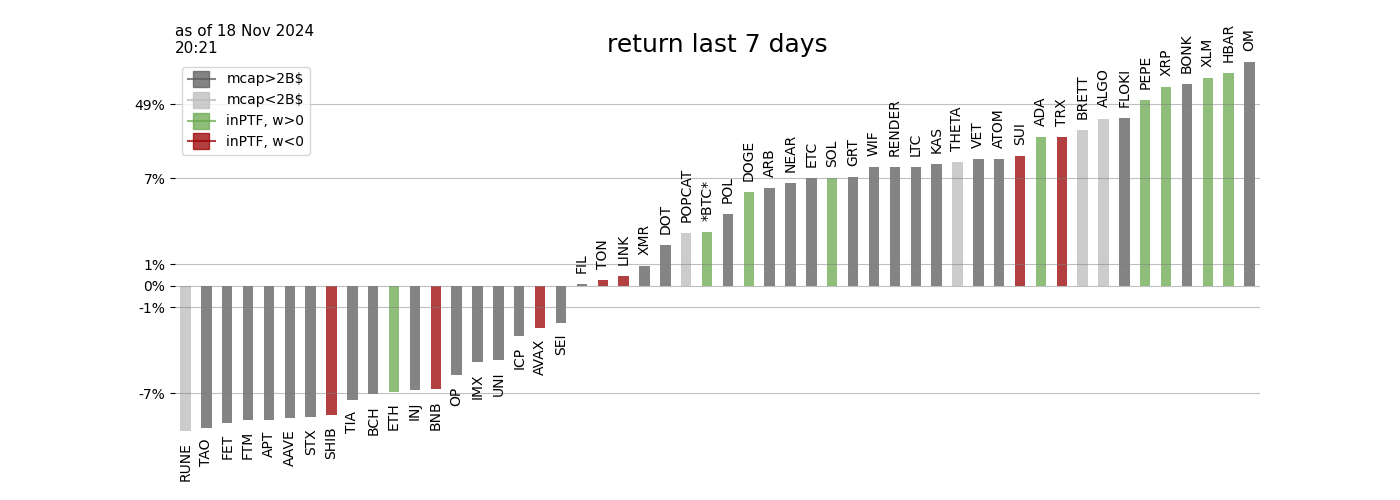 as of 18 Nov 2024
20:21
return last 7 days
mcap>2B$
mcap<2B$
inPTF, w>0
inPTF, w<0
49%
7%
1%
0%
-1%
-7%
RUNE
TAO
FET
FTM
APT
AAVE
STX
SHIB
TIA
BCH
ETH
INJ
BNB
OP
IMX
UNI
ICP
AVAX
SEI
FIL
TON
LINK
XMR
DOT
POPCAT
*BTC*
POL
DOGE
ARB
NEAR
ETC
SOL
GRT
WIF
RENDER
LTC
KAS
THETA
VET
ATOM
SUI
ADA
TRX
BRETT
ALGO
FLOKI
PEPE
XRP
BONK
XLM
HBAR
OM